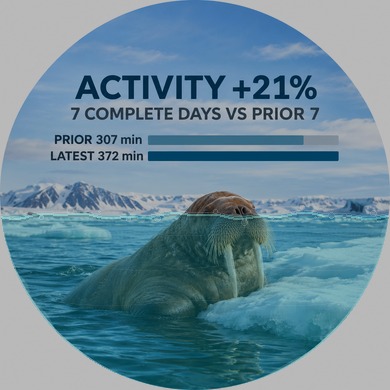 ACTIVITY +21%
7 COMPLETE DAYS VS PRIOR 7
PRIOR 307 min
LATEST 372 min